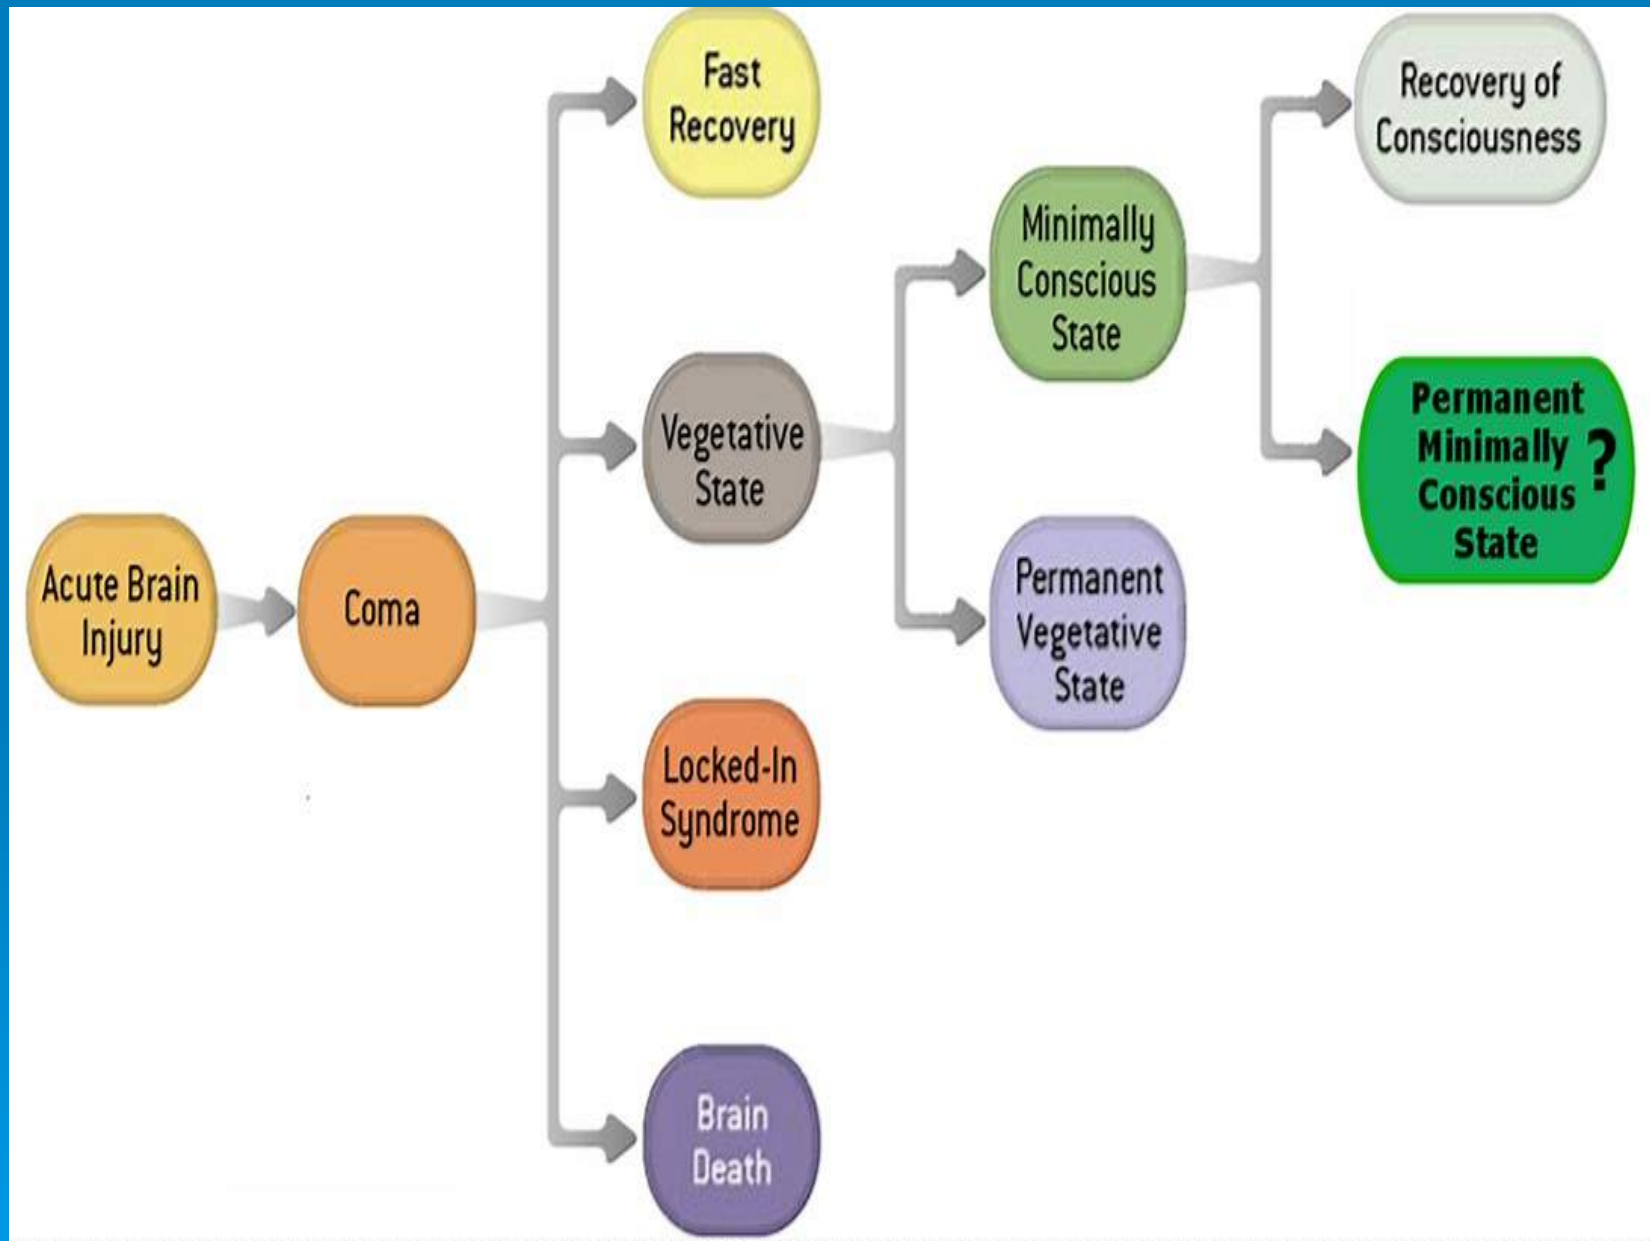 Fast
Recovery
Recovery of
Consciousness
Minimally
Conscious
State
Vegetative
State
Permanent
Minimally ?
Conscious
State
Acute Brain
Injury
Coma
Permanent
Vegetative
State
Locked-In
Syndrome
Brain
Death